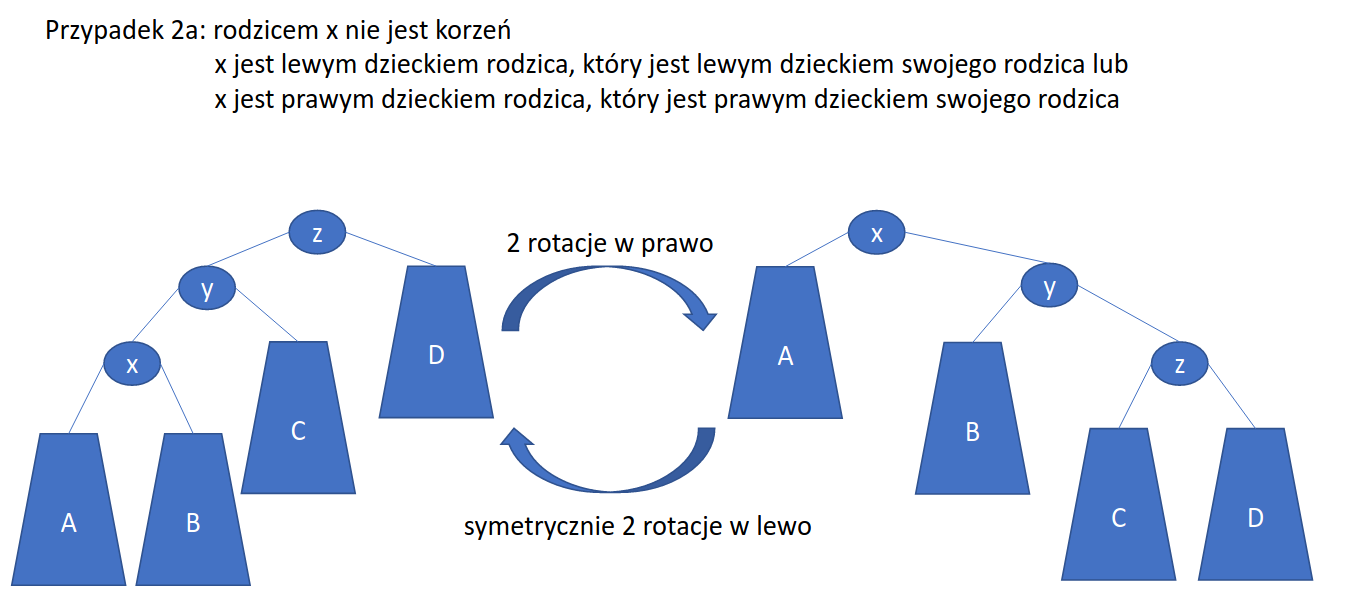 Przypadek 2a: rodzicem x nie jest korzeń
x jest lewym dzieckiem rodzica, który jest lewym dzieckiem swojego rodzica lub
x jest prawym dzieckiem rodzica, który jest prawym dzieckiem swojego rodzica
z
y
x
A
B
C
D
2 rotacje w prawo
symetrycznie 2 rotacje w lewo
x
A
y
B
z
C
D